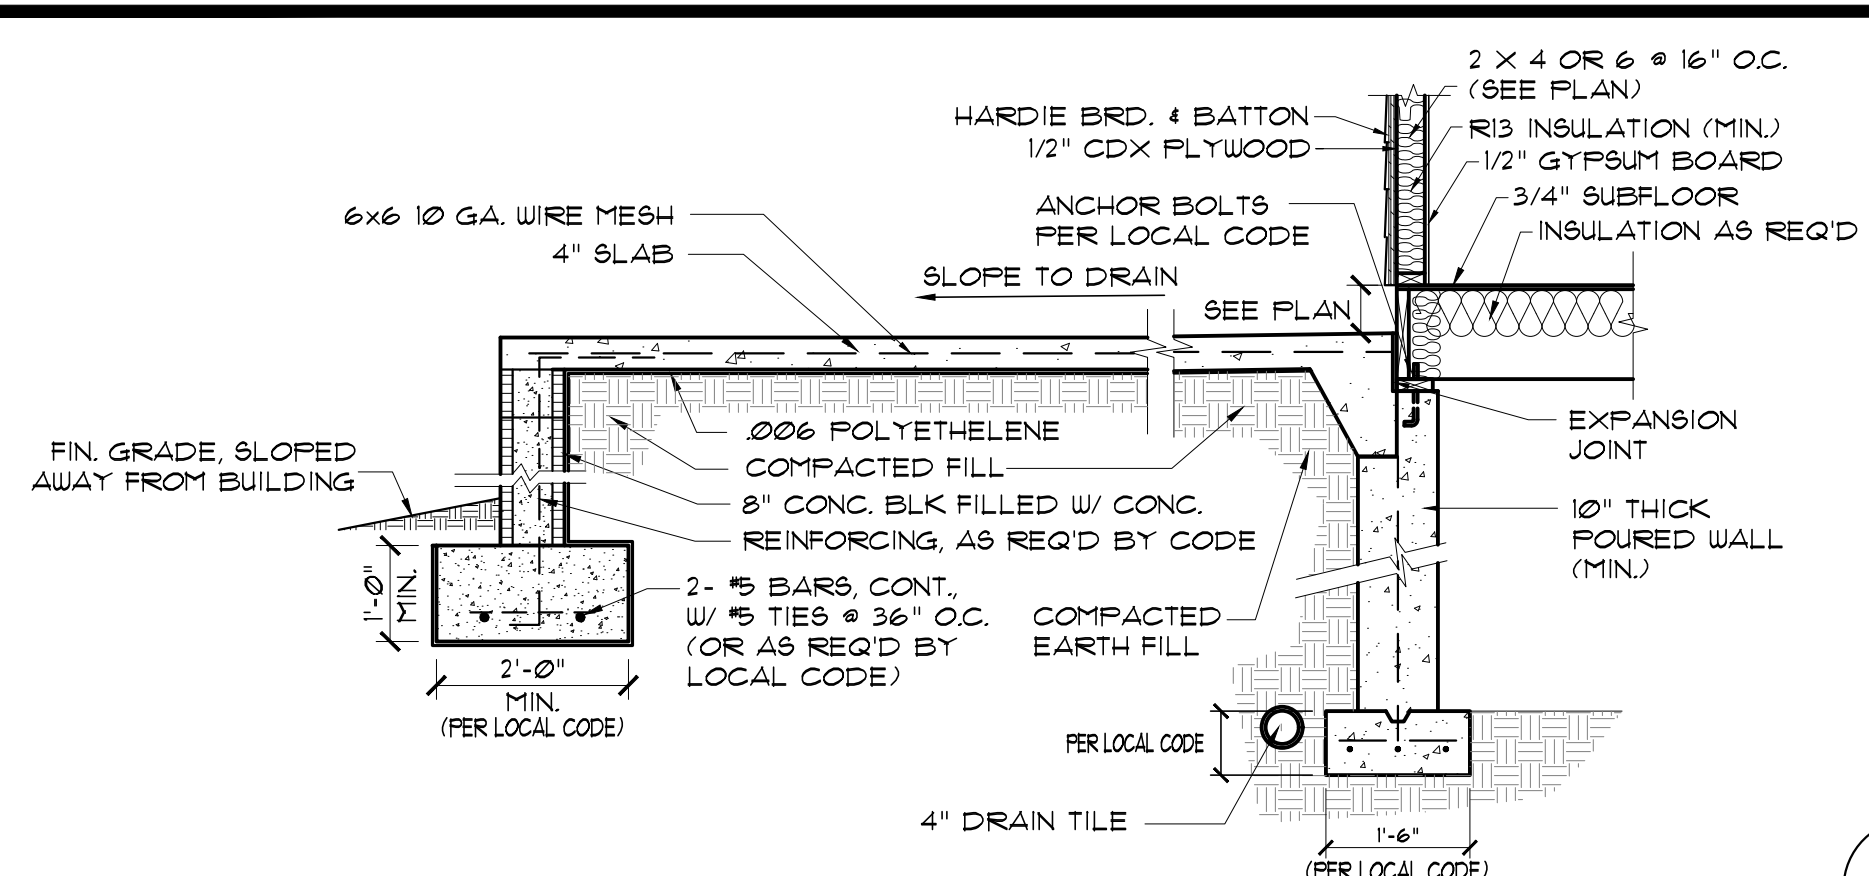 2 X 4 OR 6 @ 16" O.C.
(SEE PLAN)
HARDIE BRD. & BATTON
1/2" CDX PLYWOOD
R13 INSULATION (MIN.)
1/2" GYPSUM BOARD
3/4" SUBFLOOR
INSULATION AS REQ'D
ANCHOR BOLTS
PER LOCAL CODE
6x6 10 GA. WIRE MESH
4" SLAB
SLOPE TO DRAIN
SEE PLAN
EXPANSION
JOINT
.006 POLYETHELENE
COMPACTED FILL
FIN. GRADE, SLOPED
AWAY FROM BUILDING
8" CONC. BLK FILLED W/ CONC.
REINFORCING, AS REQ'D BY CODE
10" THICK
POURED WALL
(MIN.)
1'-0"
MIN.
2- #5 BARS, CONT.,
W/ #5 TIES @ 36" O.C.
(OR AS REQ'D BY
LOCAL CODE)
COMPACTED
EARTH FILL
2'-0"
MIN.
(PER LOCAL CODE)
PER LOCAL CODE
4" DRAIN TILE
1'-6"
(PER LOCAL CODE)